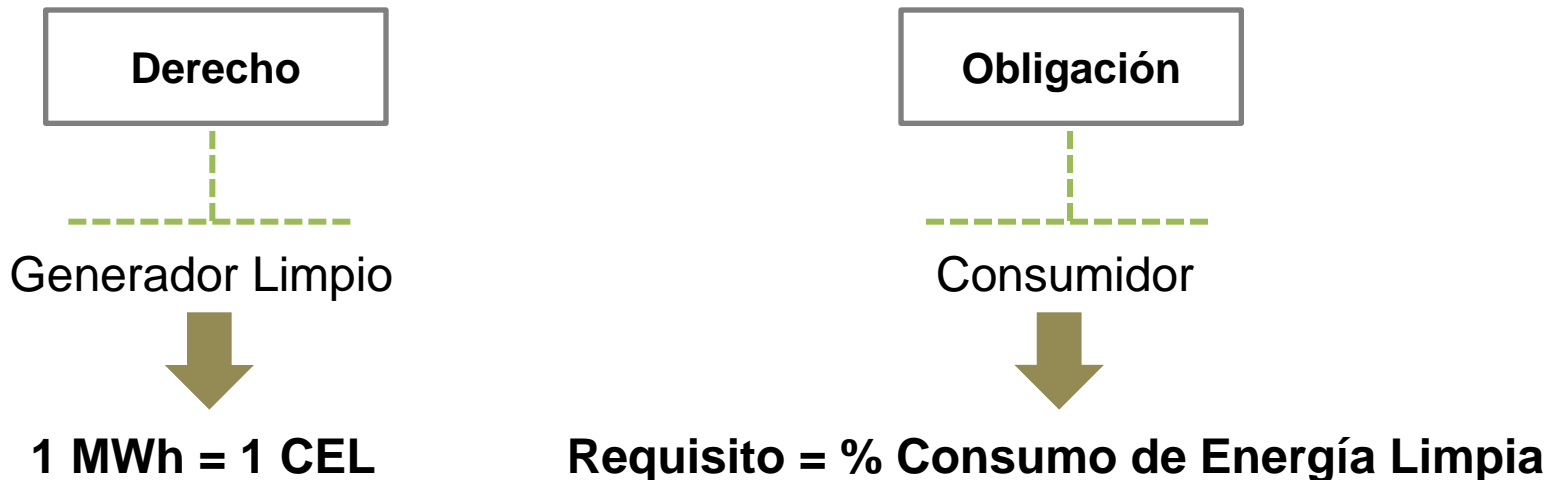 Derecho
Obligación
Generador Limpio
Consumidor
1 MWh = 1 CEL
Requisito = % Consumo de Energía Limpia